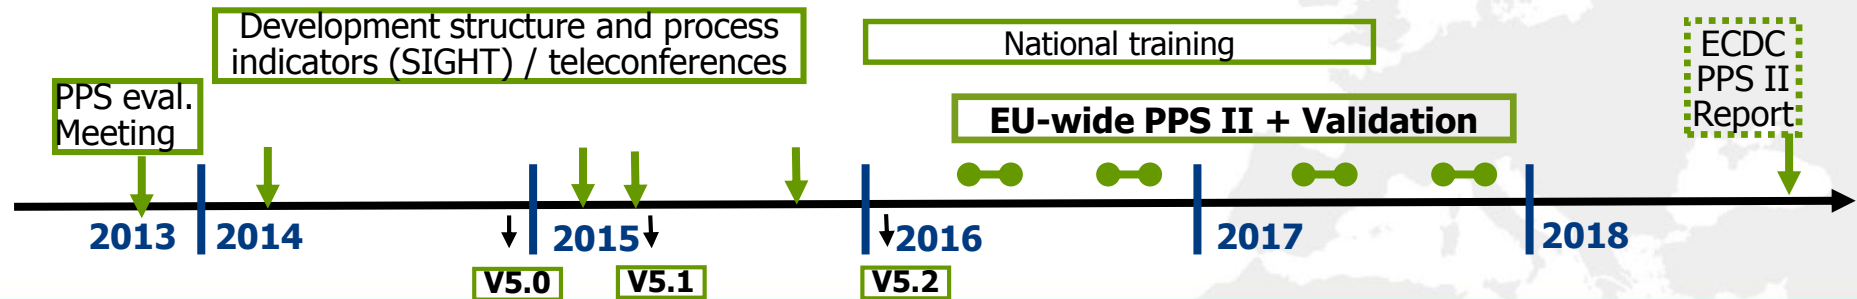 Development structure and process
indicators (SIGHT) / teleconferences
National training
ECDC
PPS II
Report
PPS eval.
Meeting
EU-wide PPS II + Validation
2013
2014
2015
2016
2017
2018
V5.0
V5.1
V5.2